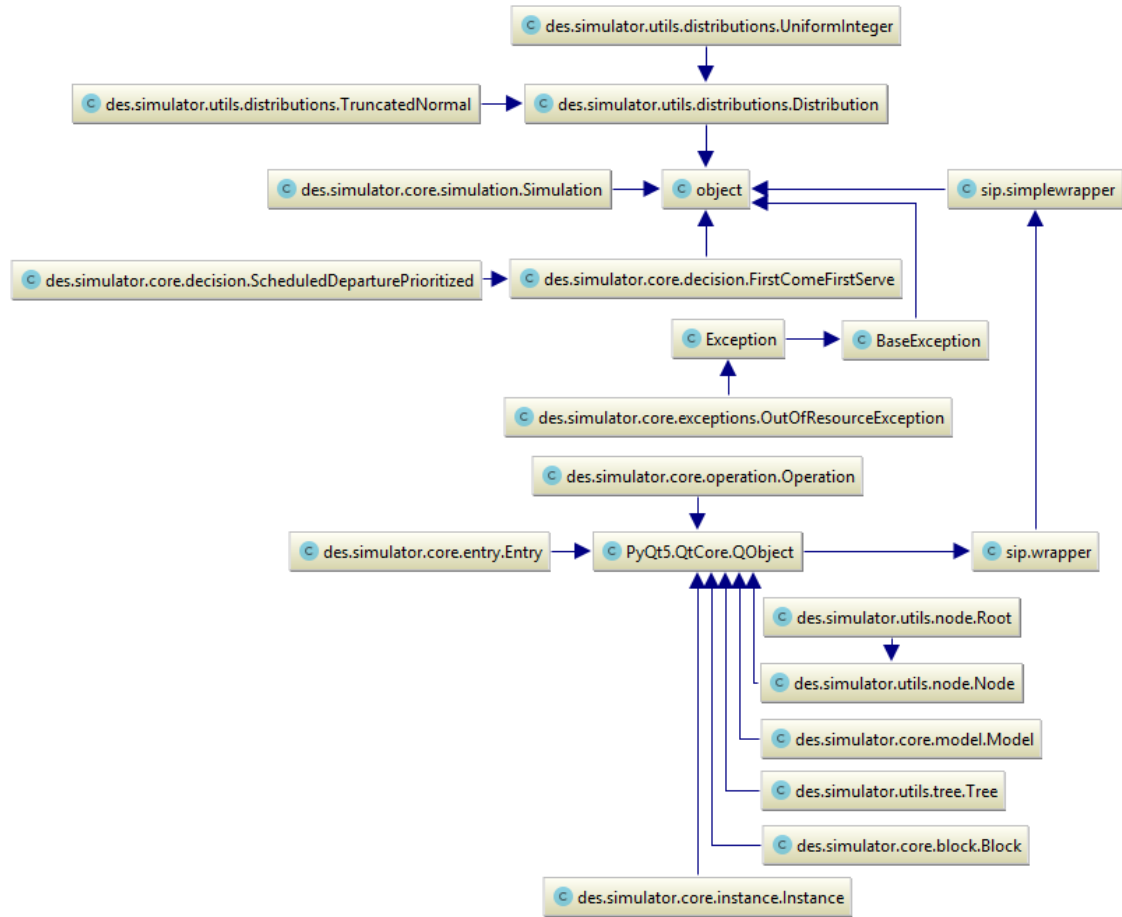 C des.simulator.utils.distributions.UniformInteger
C des.simulator.utils.distributions.TruncatedNormal
C des.simulator.utils.distributions.Distribution
C des.simulator.core.simulation.Simulation
C object
C sip.simplewrapper
C des.simulator.core.decision.ScheduledDeparturePrioritized
C des.simulator.core.decision.FirstComeFirstServe
C Exception
C BaseException
C des.simulator.core.exceptions.OutOfResourceException
C des.simulator.core.operation.Operation
C des.simulator.core.entry.Entry
C PyQt5.QtCore.QObject
C sip.wrapper
C des.simulator.utils.node.Root
C des.simulator.utils.node.Node
C des.simulator.core.model.Model
C des.simulator.utils.tree.Tree
C des.simulator.core.block.Block
C des.simulator.core.instance.Instance